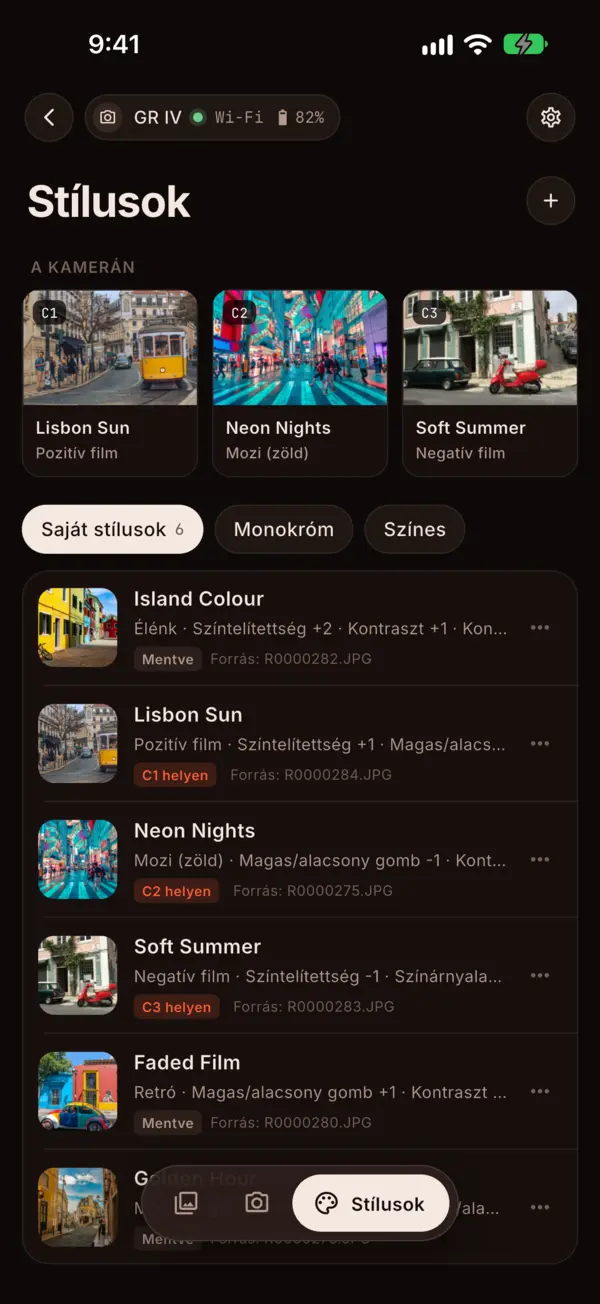 9:41
GR IV Wi-Fi 82%
Stílusok
A KAMERÁN
C1
Lisbon Sun
Pozitív film
C2
Neon Nights
Mozi (zöld)
C3
Soft Summer
Negatív film
Saját stílusok 6
Monokróm
Színes
Island Colour
Élénk · Színtelítettség +2 · Kontraszt +1 · Kon...
Mentve Forrás: R0000282.JPG
Lisbon Sun
Pozitív film · Színtelítettség +1 · Magas/alacs...
C1 helyen Forrás: R0000284.JPG
Neon Nights
Mozi (zöld) · Magas/alacsony gomb -1 · Kont...
C2 helyen Forrás: R0000275.JPG
Soft Summer
Negatív film · Színtelítettség -1 · Színárnyala...
C3 helyen Forrás: R0000283.JPG
Faded Film
Retró · Magas/alacsony gomb +1 · Kontraszt ...
Mentve Forrás: R0000280.JPG
Golden Hour
Mentve
Stílusok